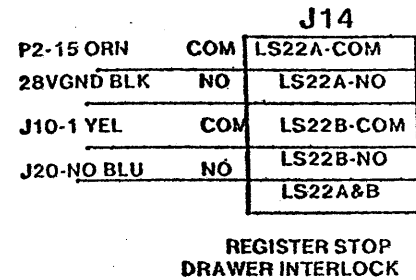 J14
P2-15 ORN COM LS22A-COM
28VGND BLK NO LS22A-NO
J10-1 YEL COM LS22B-COM
J20-NO BLU NO LS22B-NO
LS22A&B
REGISTER STOP
DRAWER INTERLOCK